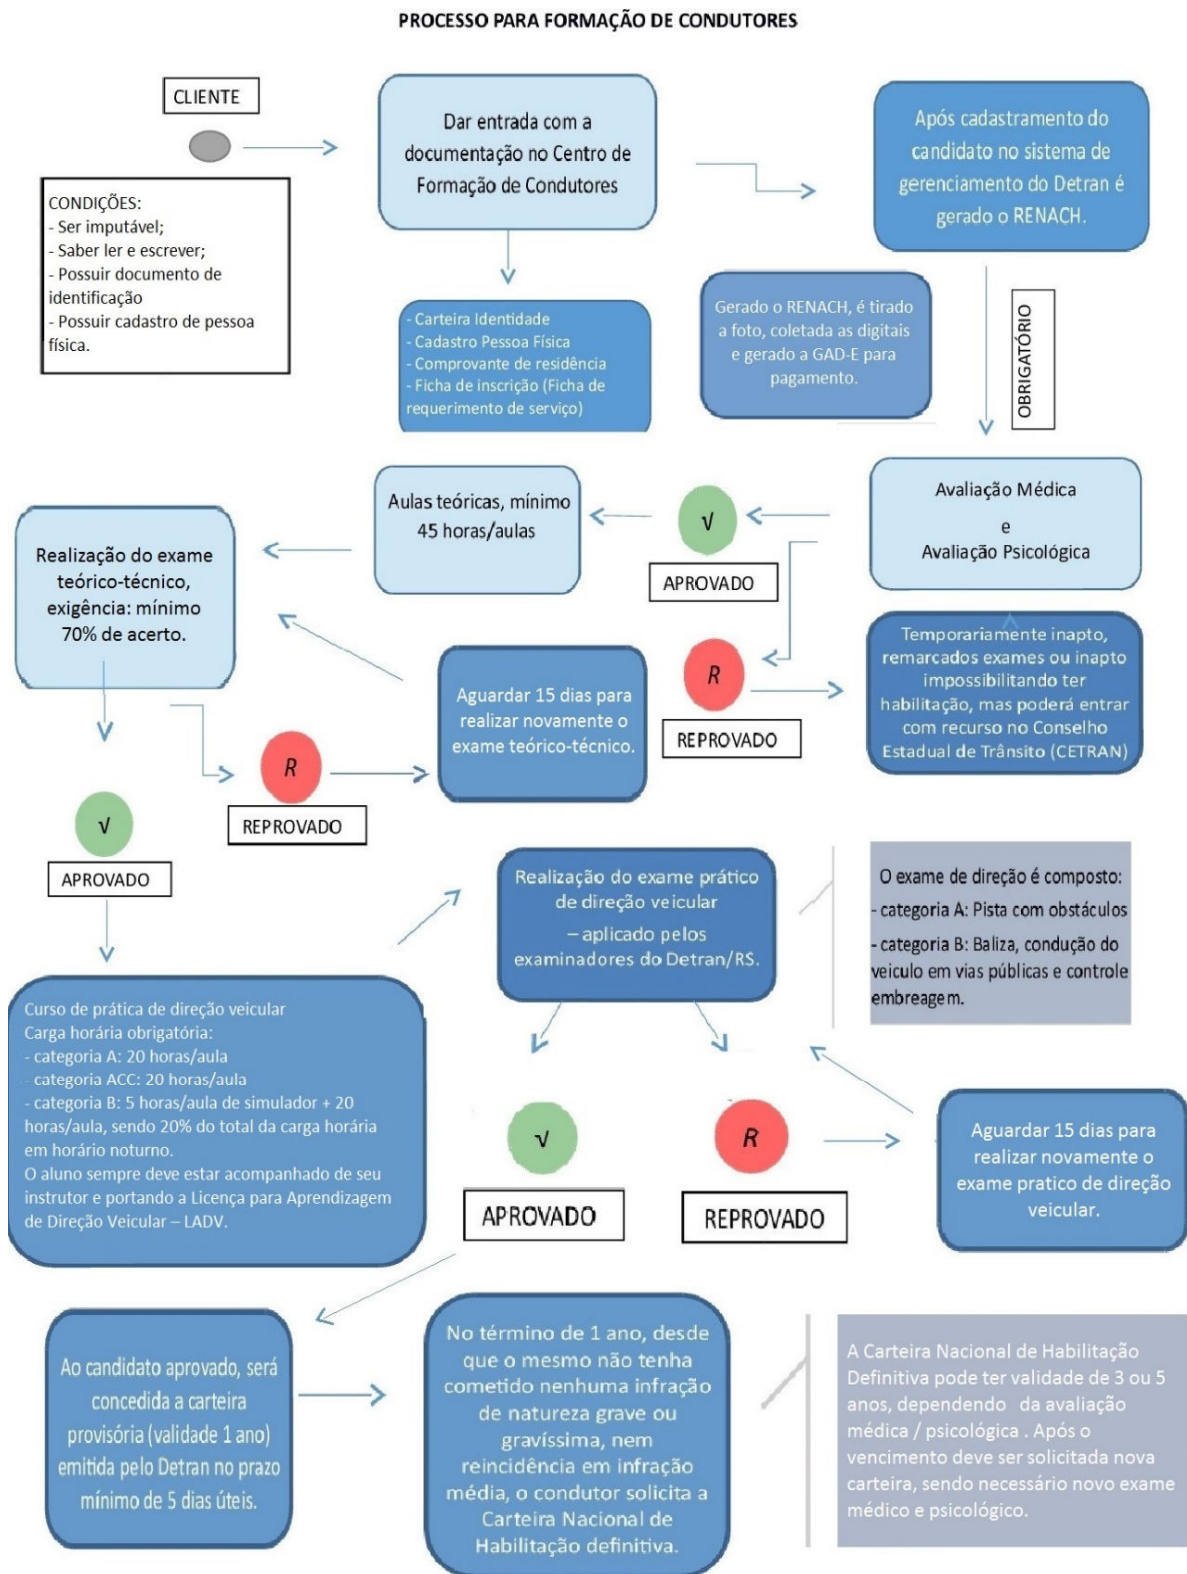 PROCESSO PARA FORMAÇÃO DE CONDUTORES
CLIENTE
CONDIÇÕES:
- Ser imputável;
- Saber ler e escrever;
- Possuir documento de
identificação
- Possuir cadastro de pessoa
física.
Dar entrada com a
documentação no Centro de
Formação de Condutores
Após cadastramento do
candidato no sistema de
gerenciamento do Detran é
gerado o RENACH.
- Carteira Identidade
- Cadastro Pessoa Física
- Comprovante de residência
- Ficha de inscrição (Ficha de
requerimento de serviço)
Gerado o RENACH, é tirado
a foto, coletada as digitais
e gerado a GAD-E para
pagamento.
OBRIGATÓRIO
Avaliação Médica
e
Avaliação Psicológica
√
APROVADO
Aulas teóricas, mínimo
45 horas/aulas
Realização do exame
teórico-técnico,
exigência: mínimo
70% de acerto.
R
REPROVADO
Temporariamente inapto,
remarcados exames ou inapto
impossibilitando ter
habilitação, mas poderá entrar
com recurso no Conselho
Estadual de Trânsito (CETRAN)
Aguardar 15 dias para
realizar novamente o
exame teórico-técnico.
R
REPROVADO
√
APROVADO
Realização do exame prático
de direção veicular
– aplicado pelos
examinadores do Detran/RS.
O exame de direção é composto:
- categoria A: Pista com obstáculos
- categoria B: Baliza, condução do
veiculo em vias públicas e controle
embreagem.
Curso de prática de direção veicular
Carga horária obrigatória:
- categoria A: 20 horas/aula
- categoria ACC: 20 horas/aula
- categoria B: 5 horas/aula de simulador + 20
horas/aula, sendo 20% do total da carga horária
em horário noturno.
O aluno sempre deve estar acompanhado de seu
instrutor e portando a Licença para Aprendizagem
de Direção Veicular – LADV.
√
APROVADO
R
REPROVADO
Aguardar 15 dias para
realizar novamente o
exame pratico de direção
veicular.
Ao candidato aprovado, será
concedida a carteira
provisória (validade 1 ano)
emitida pelo Detran no prazo
mínimo de 5 dias úteis.
No término de 1 ano, desde
que o mesmo não tenha
cometido nenhuma infração
de natureza grave ou
gravíssima, nem
reincidência em infração
média, o condutor solicita a
Carteira Nacional de
Habilitação definitiva.
A Carteira Nacional de Habilitação
Definitiva pode ter validade de 3 ou 5
anos, dependendo da avaliação
médica / psicológica . Após o
vencimento deve ser solicitada nova
carteira, sendo necessário novo exame
médico e psicológico.